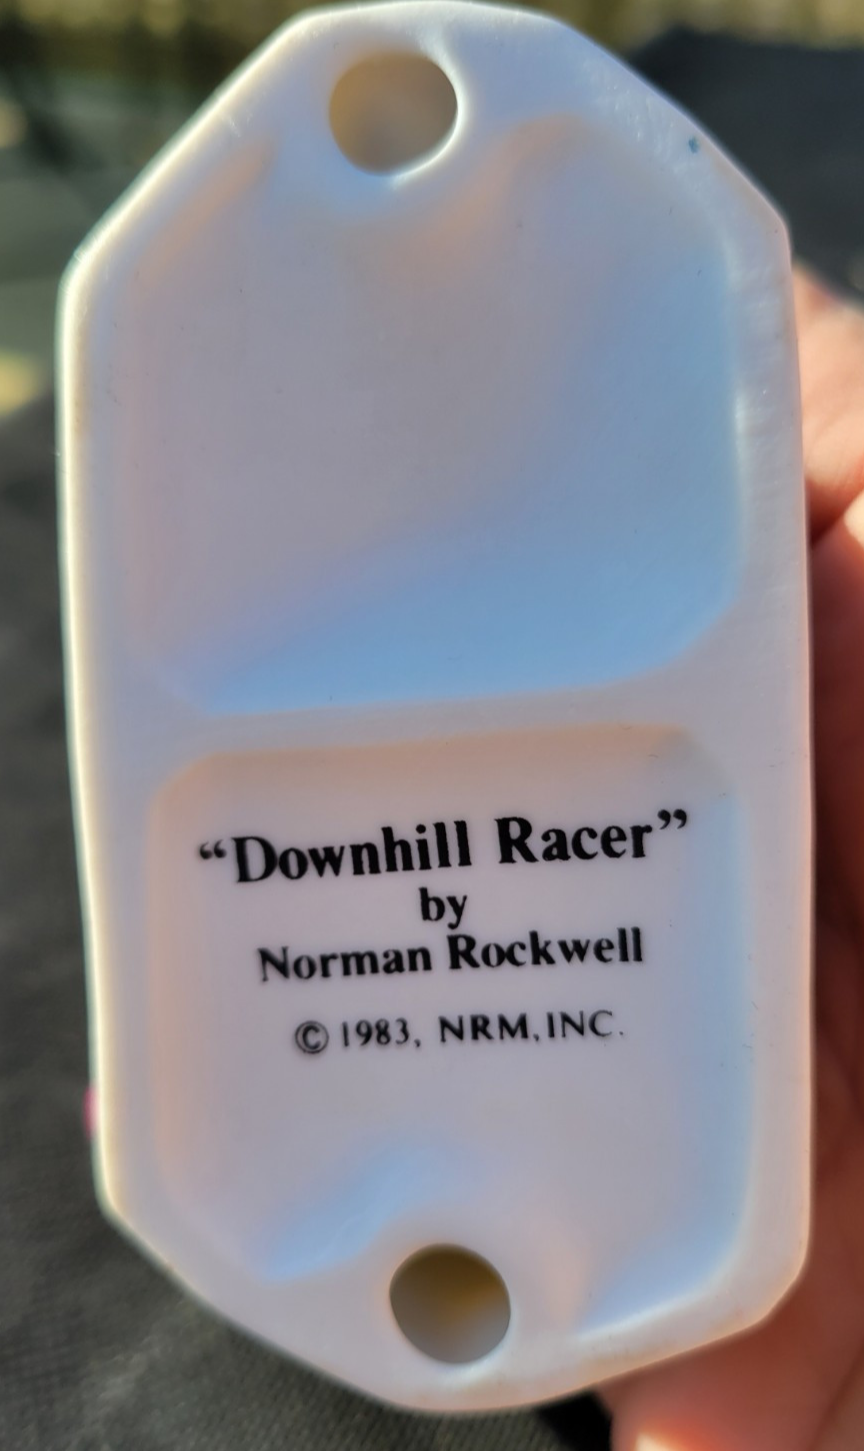 “Downhill Racer”
by
Norman Rockwell
© 1983, NRM, INC.